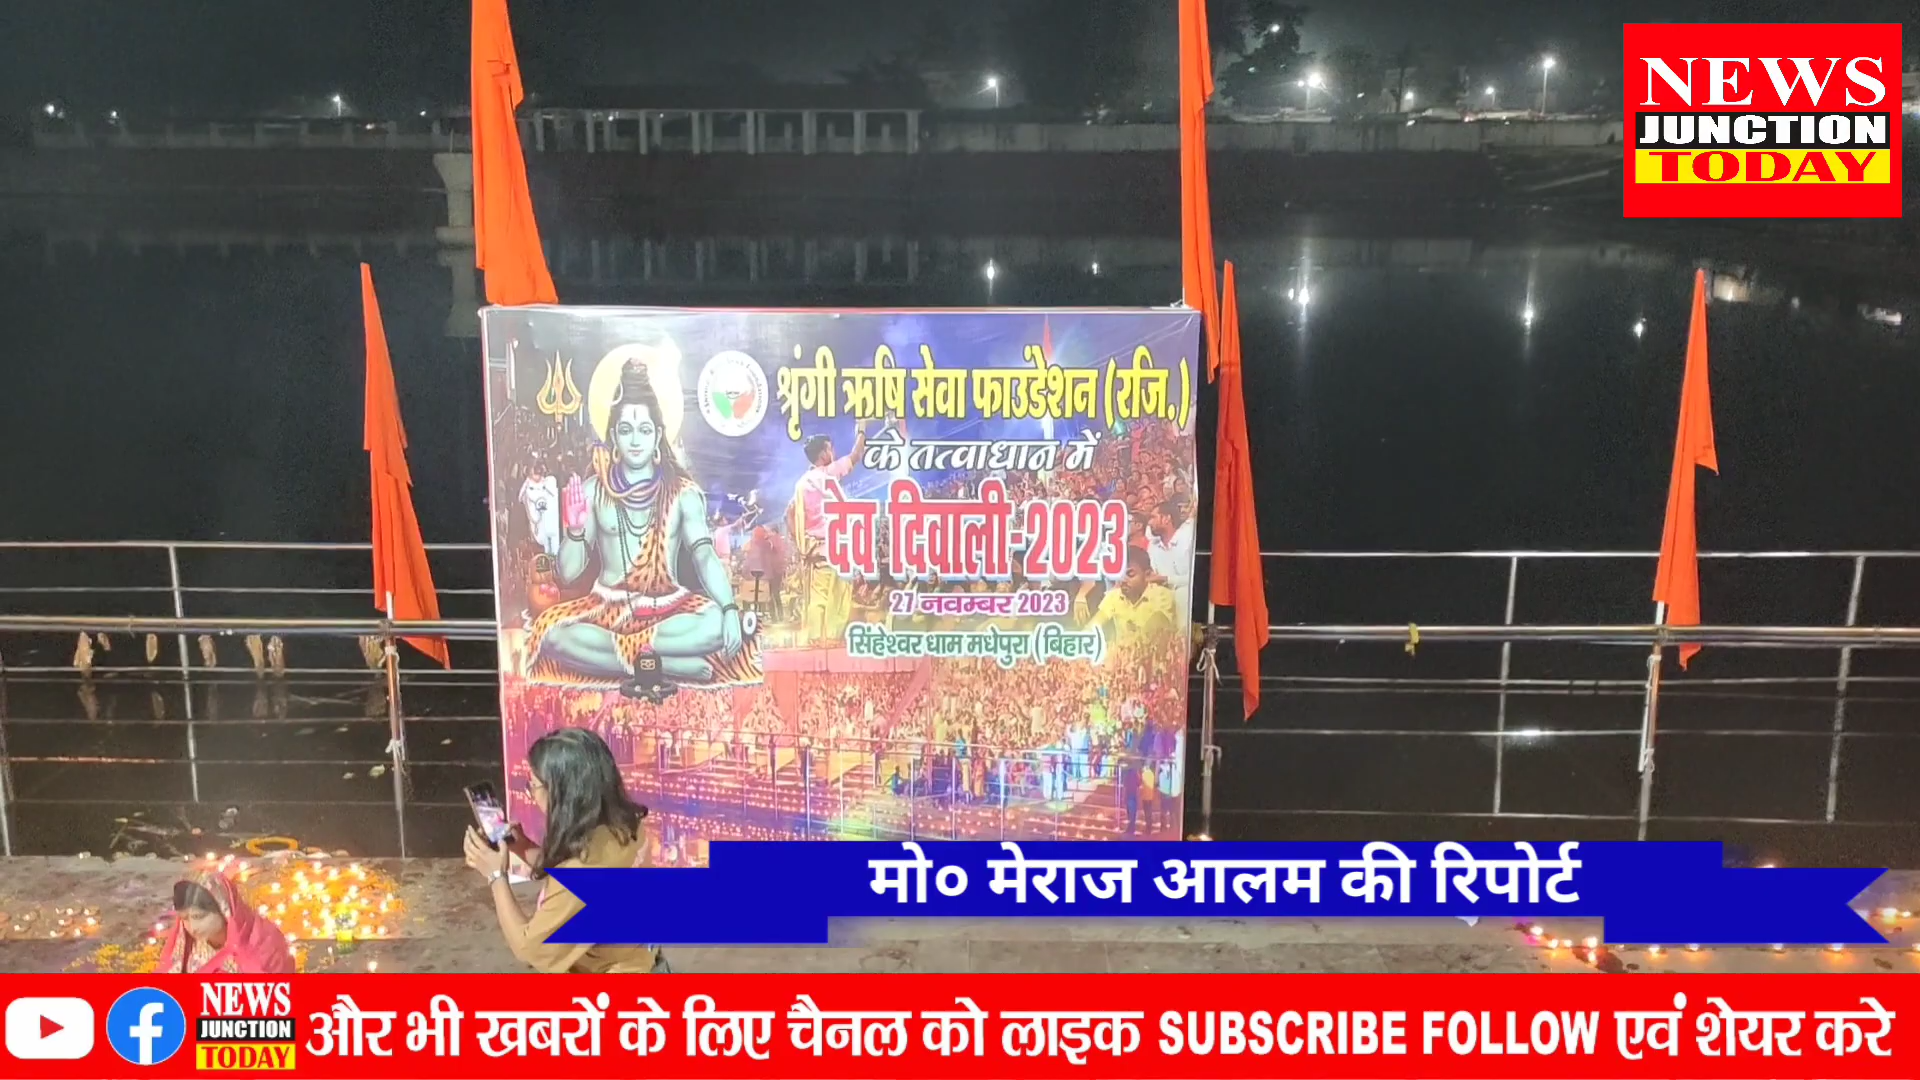 NEWS
JUNCTION
TODAY
श्रृंगी ऋषि सेवा फाउंडेशन (रजि.)
के तत्वाधान में
देव दिवाली-2023
27 नवम्बर 2023
सिंहेश्वर धाम मधेपुरा (बिहार)
मो० मेराज आलम की रिपोर्ट
NEWS
JUNCTION
TODAY
और भी खबरों के लिए चैनल को लाइक SUBSCRIBE FOLLOW एवं शेयर करे